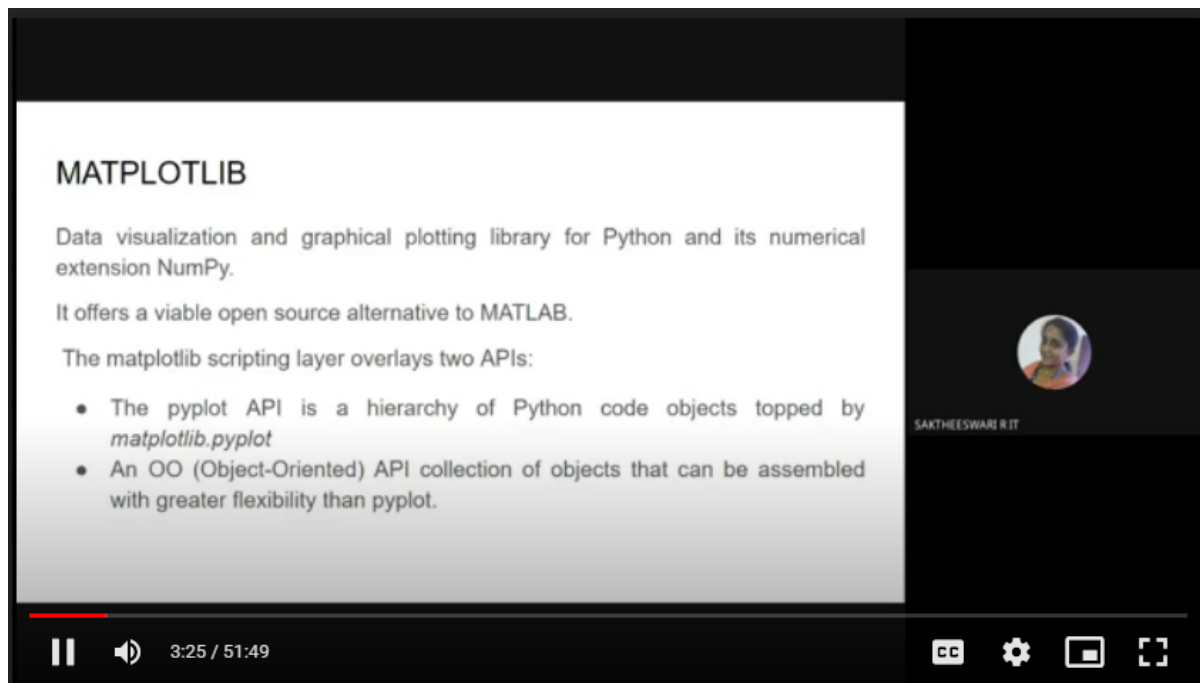 MATPLOTLIB
Data visualization and graphical plotting library for Python and its numerical
extension NumPy.
It offers a viable open source alternative to MATLAB.
The matplotlib scripting layer overlays two APIs:
● The pyplot API is a hierarchy of Python code objects topped by
matplotlib.pyplot
● An OO (Object-Oriented) API collection of objects that can be assembled
with greater flexibility than pyplot.
SAKTHEESWARI R IT
3:25 / 51:49
CC